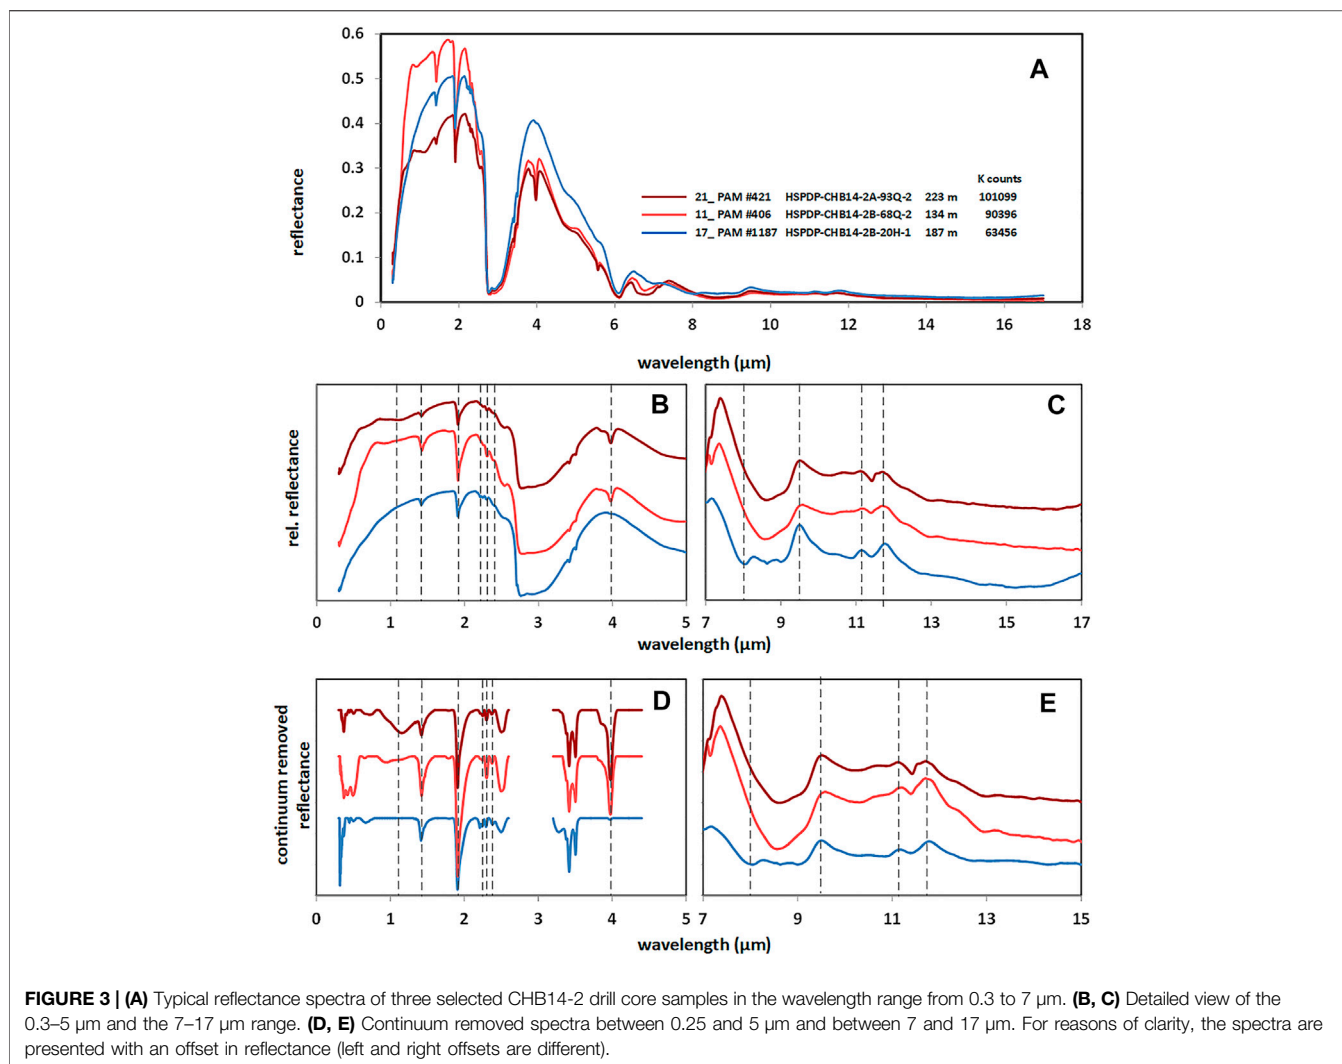 0.6
0.5
0.4
0.3
0.2
0.1
0
reflectance
A
K counts
21_ PAM #421 HSPDP-CHB14-2A-93Q-2 223 m 101099
11_ PAM #406 HSPDP-CHB14-2B-68Q-2 134 m 90396
17_ PAM #1187 HSPDP-CHB14-2B-20H-1 187 m 63456
0 2 4 6 8 10 12 14 16 18
wavelength (µm)
rel. reflectance
B
C
0 1 2 3 4 5
7 9 11 13 15 17
wavelength (µm)
wavelength (µm)
continuum removed
reflectance
D
E
0 1 2 3 4 5
7 9 11 13 15
wavelength (µm)
wavelength (µm)
FIGURE 3 | (A) Typical reflectance spectra of three selected CHB14-2 drill core samples in the wavelength range from 0.3 to 7 µm. (B, C) Detailed view of the
0.3–5 µm and the 7–17 µm range. (D, E) Continuum removed spectra between 0.25 and 5 µm and between 7 and 17 µm. For reasons of clarity, the spectra are
presented with an offset in reflectance (left and right offsets are different).